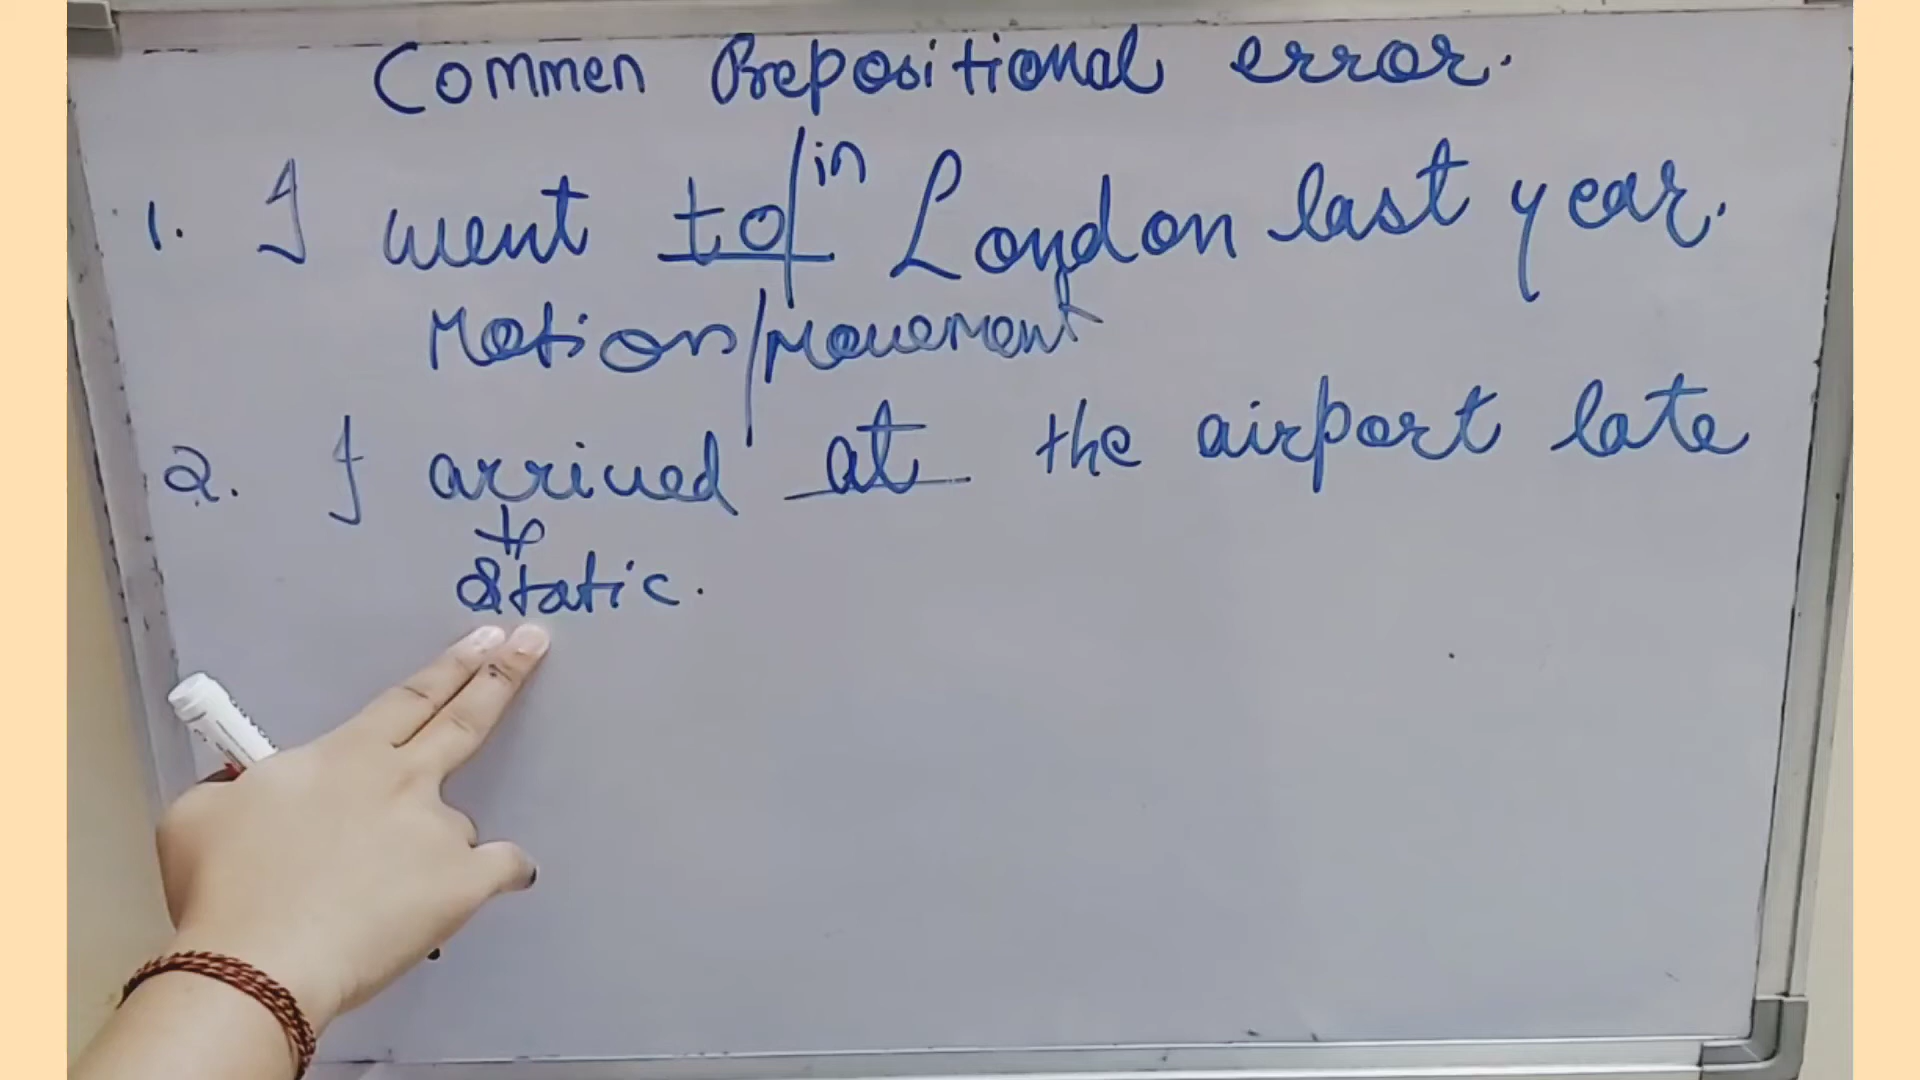 Commen Prepositional error.
1. I went to/in London last year.
Motion/Movement
2. I arrived at the airport late
Static.